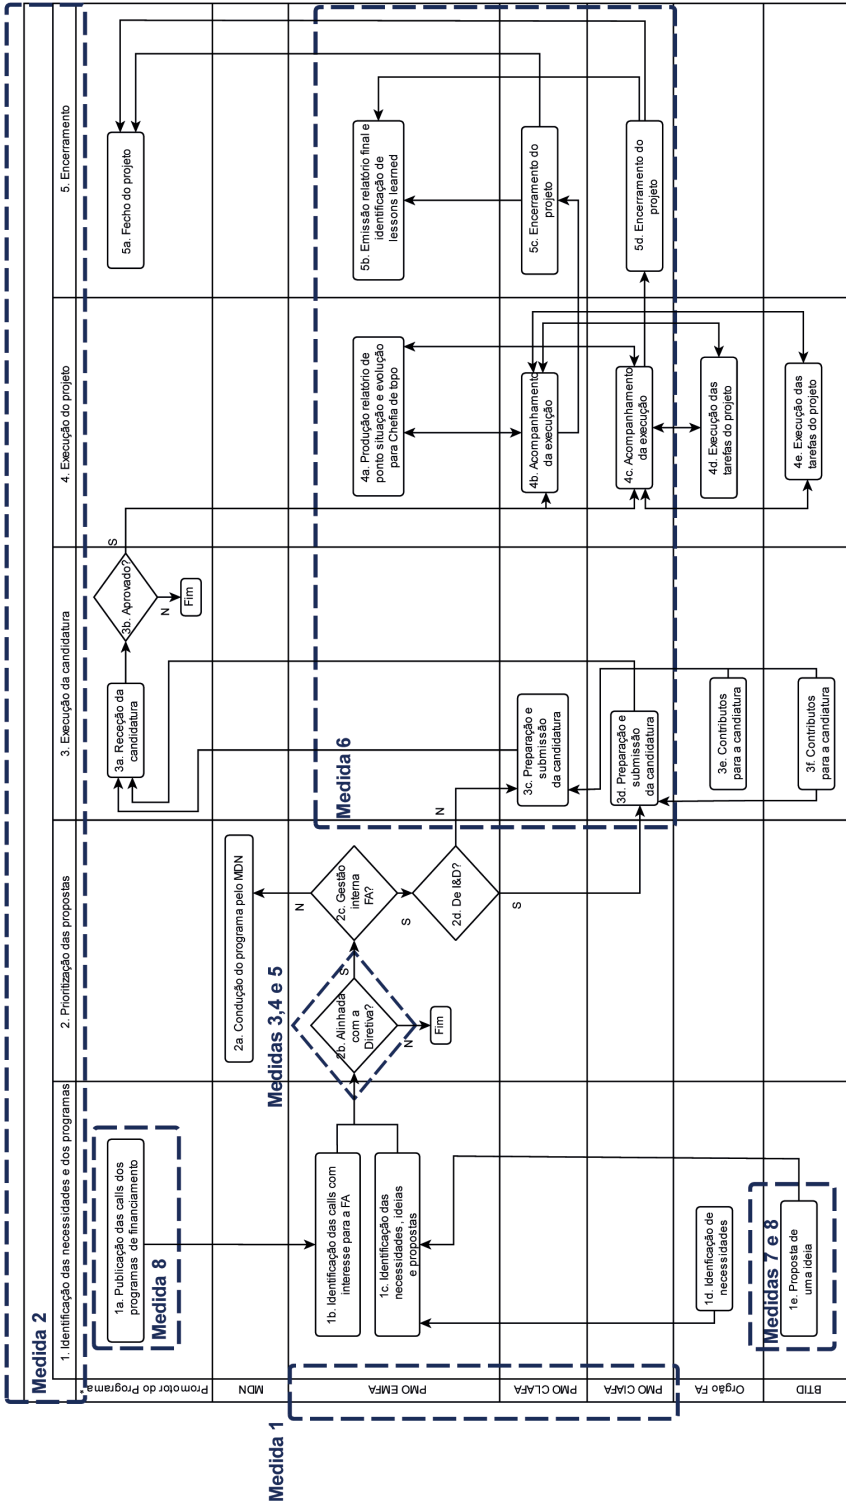 Medida 2
1. Identificação das necessidades e dos programas
2. Prioritização das propostas
3. Execução da candidatura
4. Execução do projeto
5. Encerramento
Promotor do Programa
1a. Publicação das calls dos
programas de financiamento
Medida 8
3a. Receção da
candidatura
3b. Aprovado?
S
N
Fim
5a. Fecho do projeto
MDN
2a. Condução do programa pelo MDN
Medida 1
PMO EMFA
1b. Identificação das calls com
interesse para a FA
1c. Identificação das
necessidades, ideias
e propostas
Medidas 3,4 e 5
2b. Alinhada
com a
Diretiva?
S
N
Fim
2c. Gestão
interna
FA?
N
S
2d. De I&D?
N
S
Medida 6
4a. Produção relatório de
ponto situação e evolução
para Chefia de topo
5b. Emissão relatório final e
identificação de
lessons learned
PMO CLAFA
3c. Preparação e
submissão
da candidatura
4b. Acompanhamento
da execução
5c. Encerramento do
projeto
PMO CIAFA
3d. Preparação e
submissão
da candidatura
4c. Acompanhamento
da execução
5d. Encerramento do
projeto
Orgão FA
1d. Idenficação de
necessidades
3e. Contributos
para a candiatura
4d. Execução das
tarefas do projeto
BTID
Medidas 7 e 8
1e. Proposta de
uma ideia
3f. Contributos
para a candiatura
4e. Execução das
tarefas do projeto